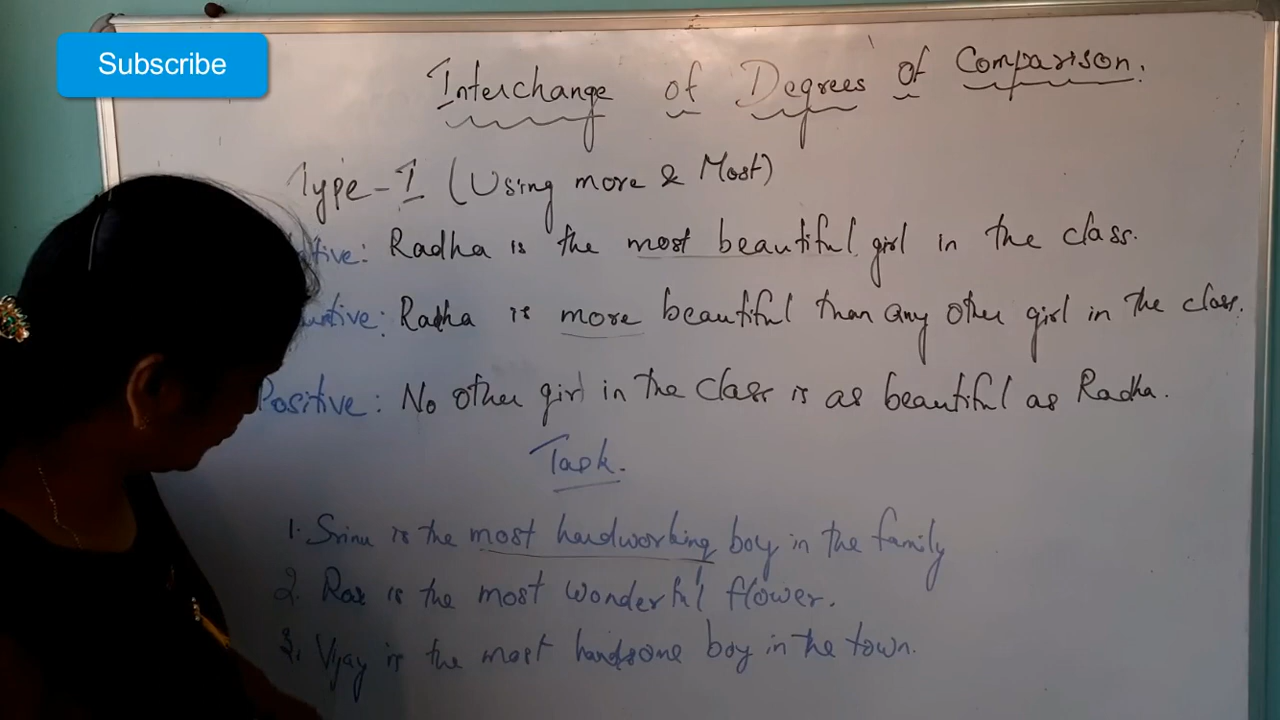 Subscribe
Interchange of Degrees of Comparison.
Type-I (Using more & Most)
Radha is the most beautiful girl in the class.
Radha is more beautiful than any other girl in the class.
Positive: No other girl in the class is as beautiful as Radha.
Task.
1. Srinu is the most hardworking boy in the family
2. Rose is the most wonderful flower.
3. Vijay is the most handsome boy in the town.